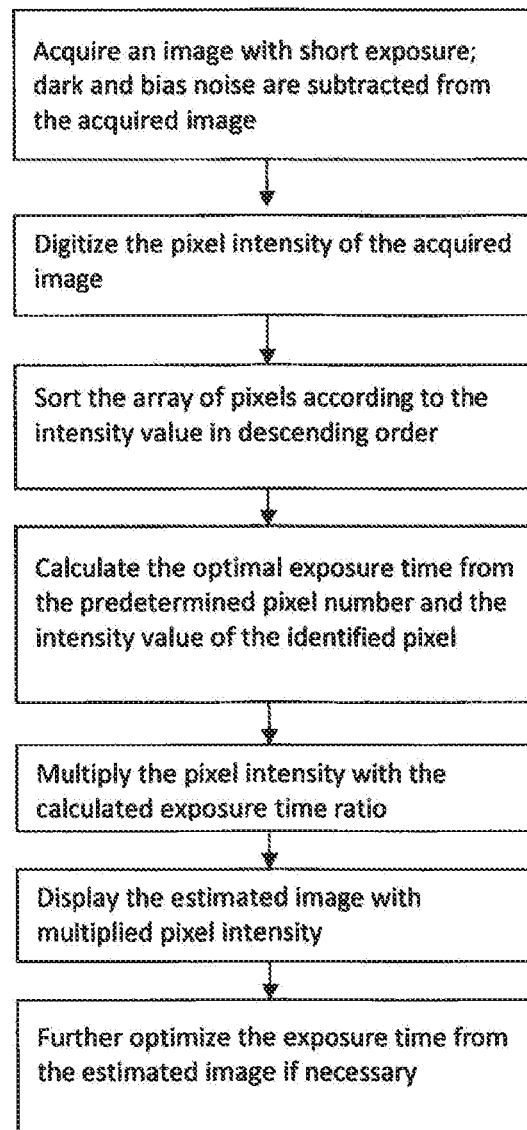 Acquire an image with short exposure;
dark and bias noise are subtracted from
the acquired image
Digitize the pixel intensity of the acquired
image
Sort the array of pixels according to the
intensity value in descending order
Calculate the optimal exposure time from
the predetermined pixel number and the
intensity value of the identified pixel
Multiply the pixel intensity with the
calculated exposure time ratio
Display the estimated image with
multiplied pixel intensity
Further optimize the exposure time from
the estimated image if necessary